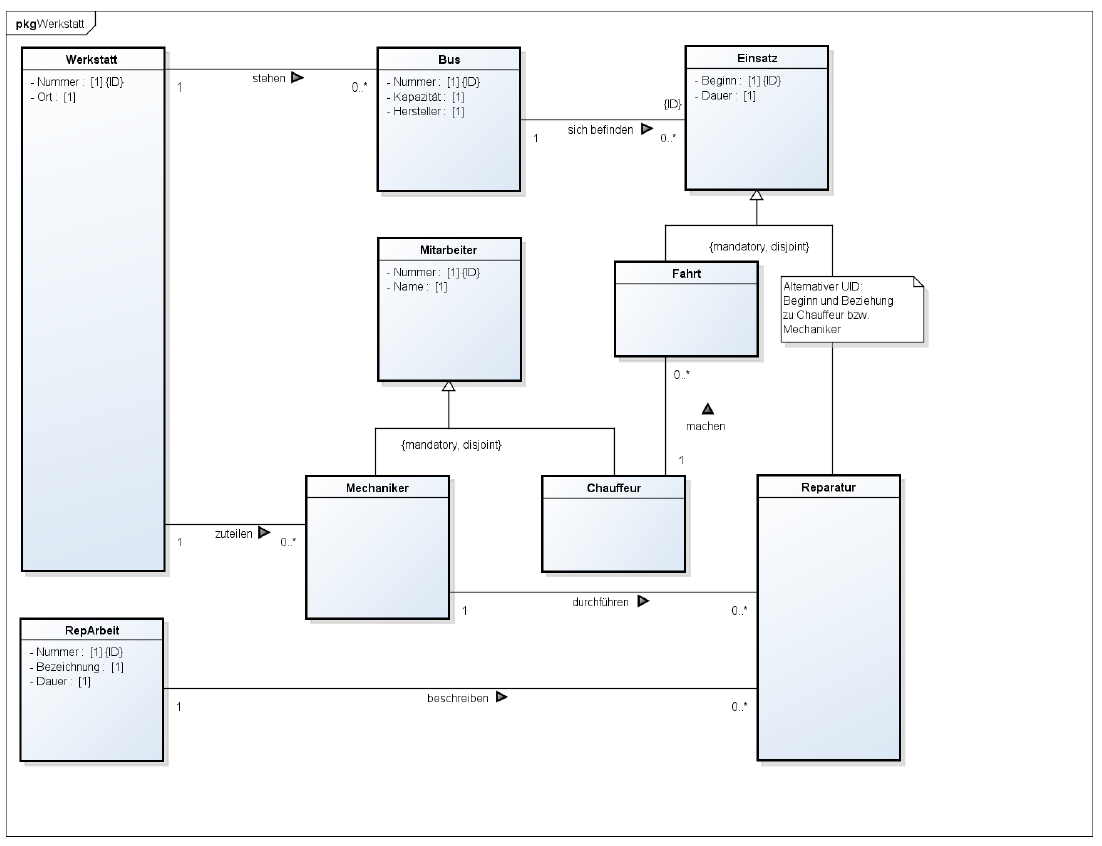 pkgWerkstatt
Werkstatt
- Nummer : [1] {ID}
- Ort : [1]
1
stehen
0..*
Bus
- Nummer : [1] {ID}
- Kapazität : [1]
- Hersteller : [1]
1
sich befinden
{ID}
0..*
Einsatz
- Beginn : [1] {ID}
- Dauer : [1]
{mandatory, disjoint}
Mitarbeiter
- Nummer : [1] {ID}
- Name : [1]
Fahrt
Alternativer UID:
Beginn und Beziehung
zu Chauffeur bzw.
Mechaniker
0..*
machen
1
{mandatory, disjoint}
Mechaniker
Chauffeur
Reparatur
1
zuteilen
0..*
1
durchführen
0..*
RepArbeit
- Nummer : [1] {ID}
- Bezeichnung : [1]
- Dauer : [1]
1
beschreiben
0..*